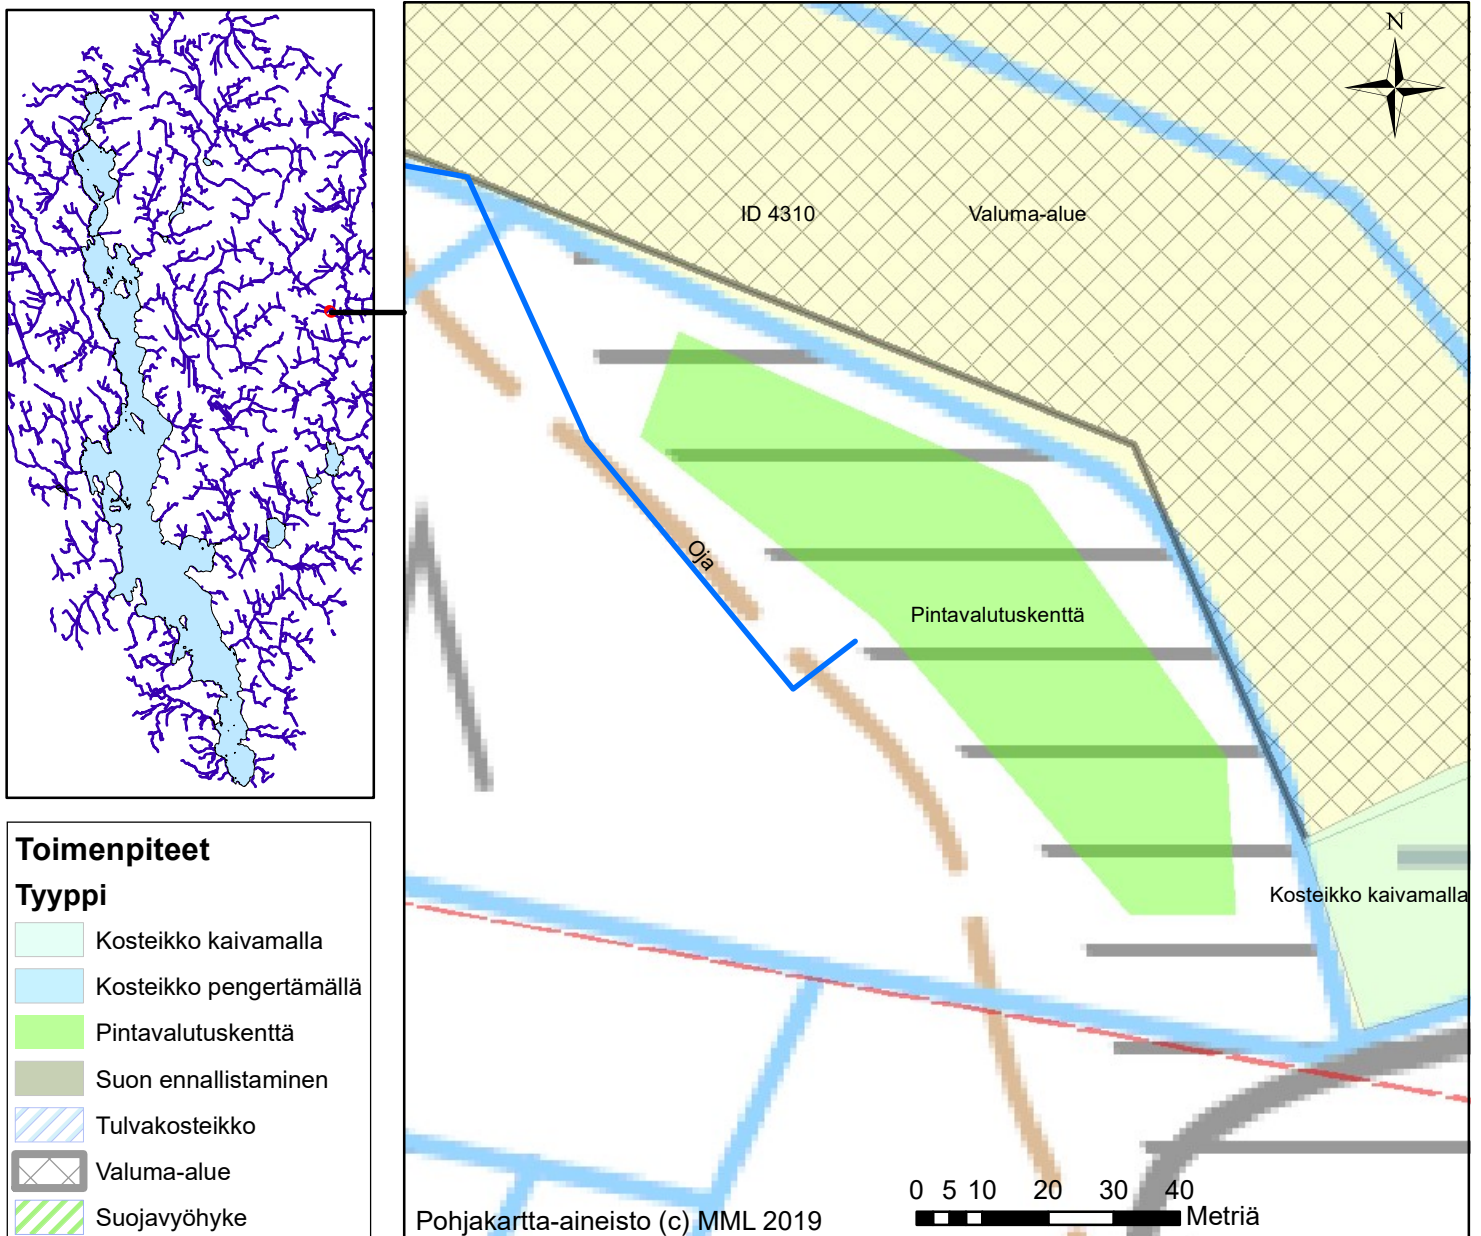 N
ID 4310 Valuma-alue
Oja
Pintavalutuskenttä
Kosteikko kaivamalla
Toimenpiteet
Tyyppi
Kosteikko kaivamalla
Kosteikko pengertämällä
Pintavalutuskenttä
Suon ennallistaminen
Tulvakosteikko
Valuma-alue
Suojavyöhyke
0 5 10 20 30 40
Metriä
Pohjakartta-aineisto (c) MML 2019